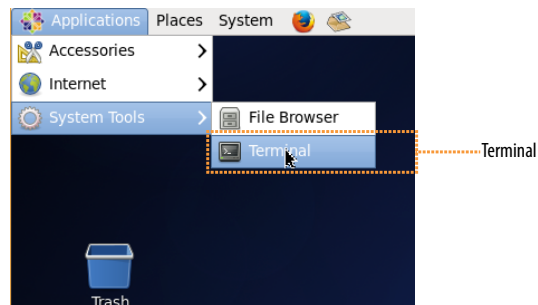 Applications Places System
Accessories
Internet
System Tools
File Browser
Terminal
Terminal
Trash